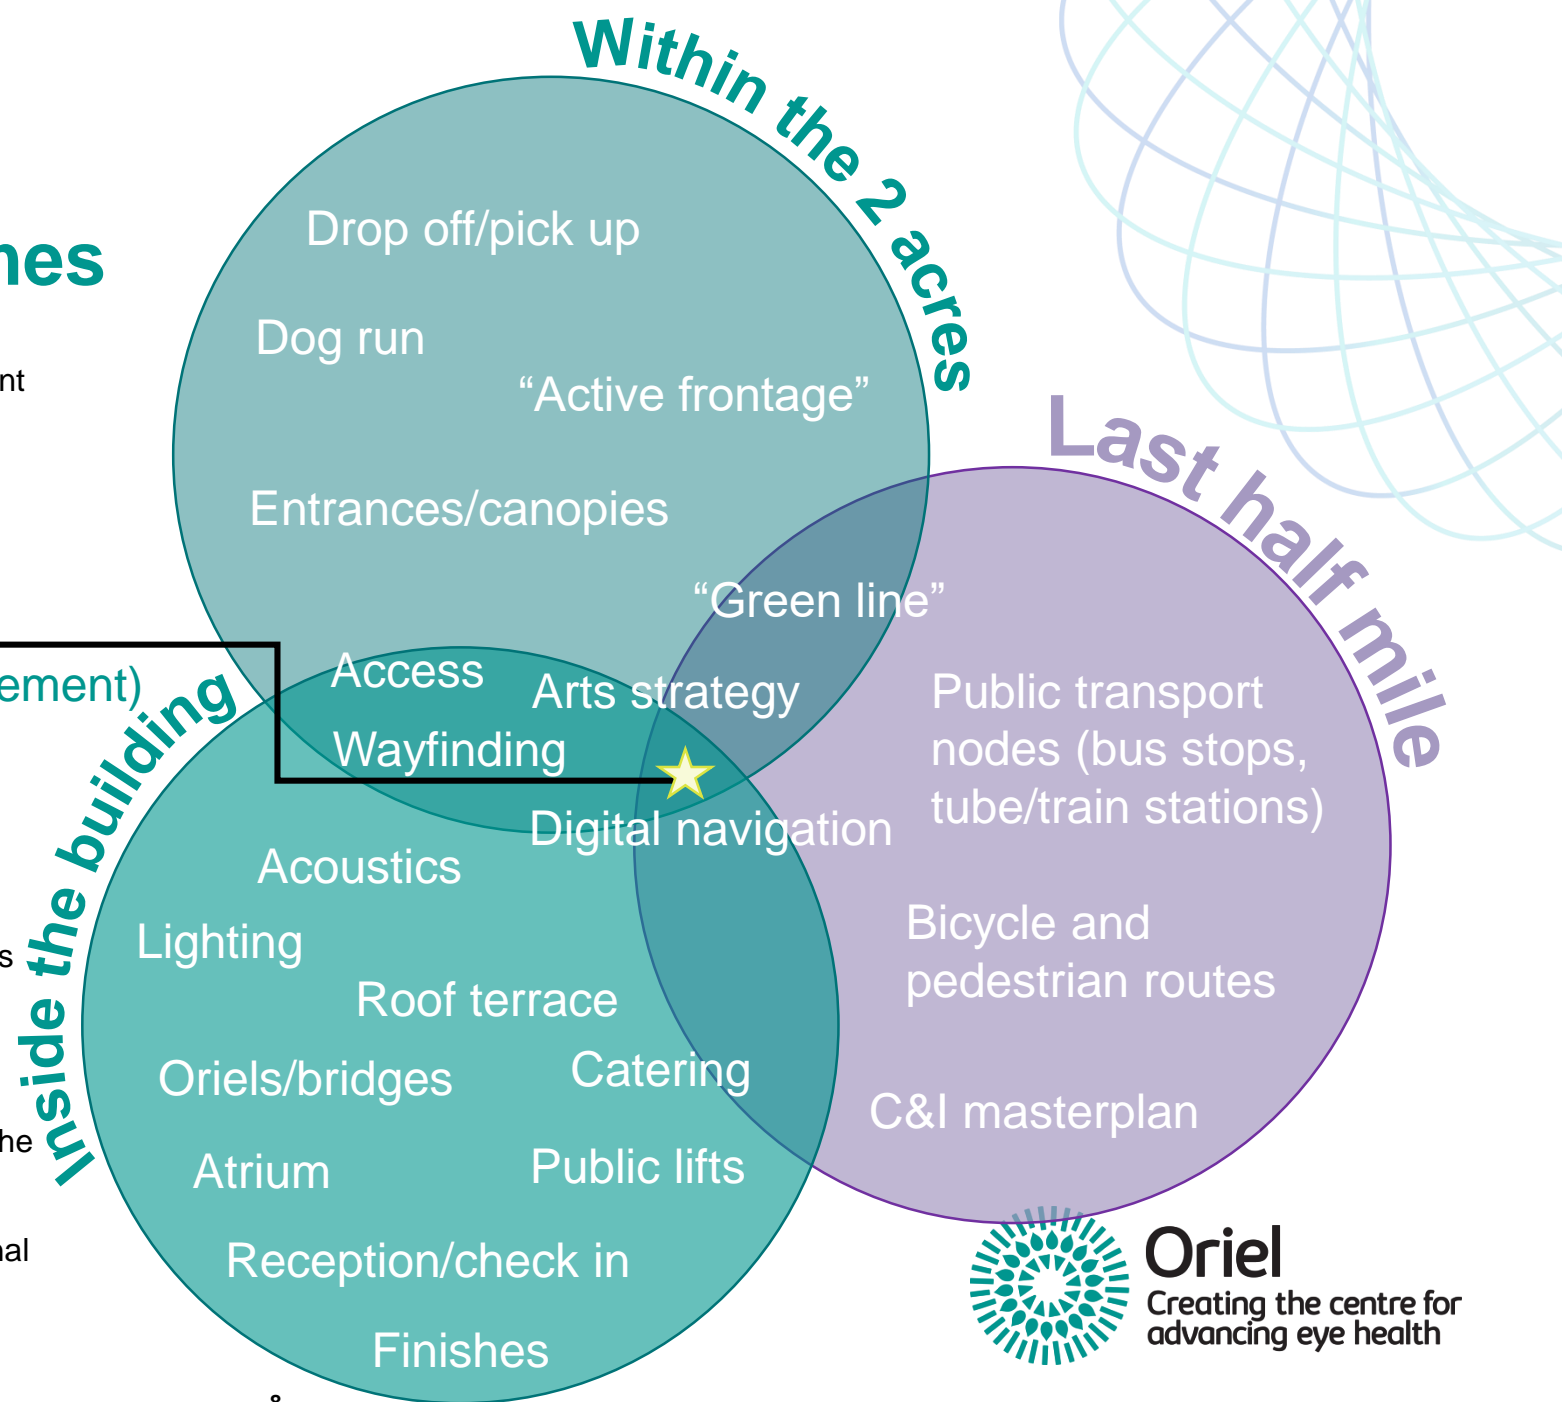 Within the 2 acres
Drop off/pick up
nes
Dog run
nt
“Active frontage”
Last half mile
Entrances/canopies
“Green line”
Access
ement)
Arts strategy
Public transport
nodes (bus stops,
tube/train stations)
Wayfinding
Inside the building
Digital navigation
Acoustics
Lighting
s
Bicycle and
pedestrian routes
Roof terrace
Oriels/bridges
Catering
C&I masterplan
he
Atrium
Public lifts
nal
Reception/check in
Oriel
Creating the centre for
advancing eye health
Finishes